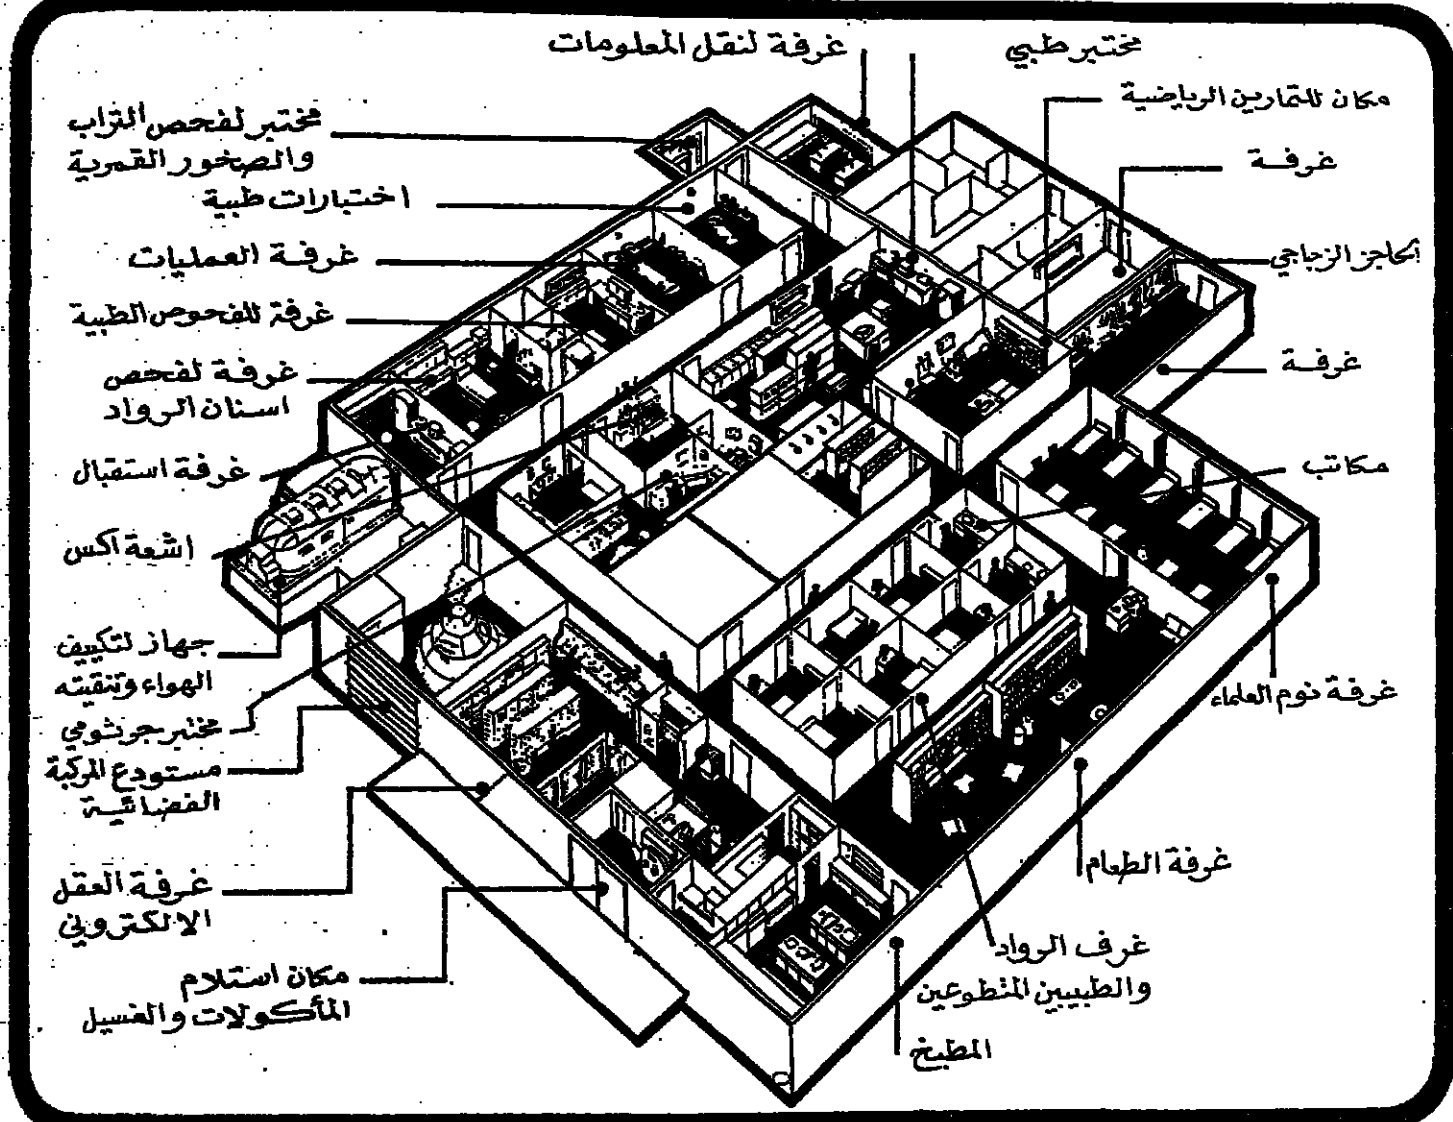 غرفة لنقل المعلومات
مختبر طبي
مكان للتمارين الرياضية
غرفة
الحاجز الزجاجي
غرفة
مكاتب
غرفة نوم العلماء
غرفة الطعام
غرف الرواد
والطبيبين المتطوعين
المطبخ
مختبر لفحص التراب
والصخور القمرية
اختبارات طبية
غرفة العمليات
غرفة للفحوص الطبية
غرفة لفحص
اسنان الرواد
غرفة استقبال
اشعة اكس
جهاز لتكييف
الهواء وتنقيته
مختبر جرثومي
مستودع المركبة
الفضائية
غرفة العقل
الالكتروني
مكان استلام
المأكولات والغسيل